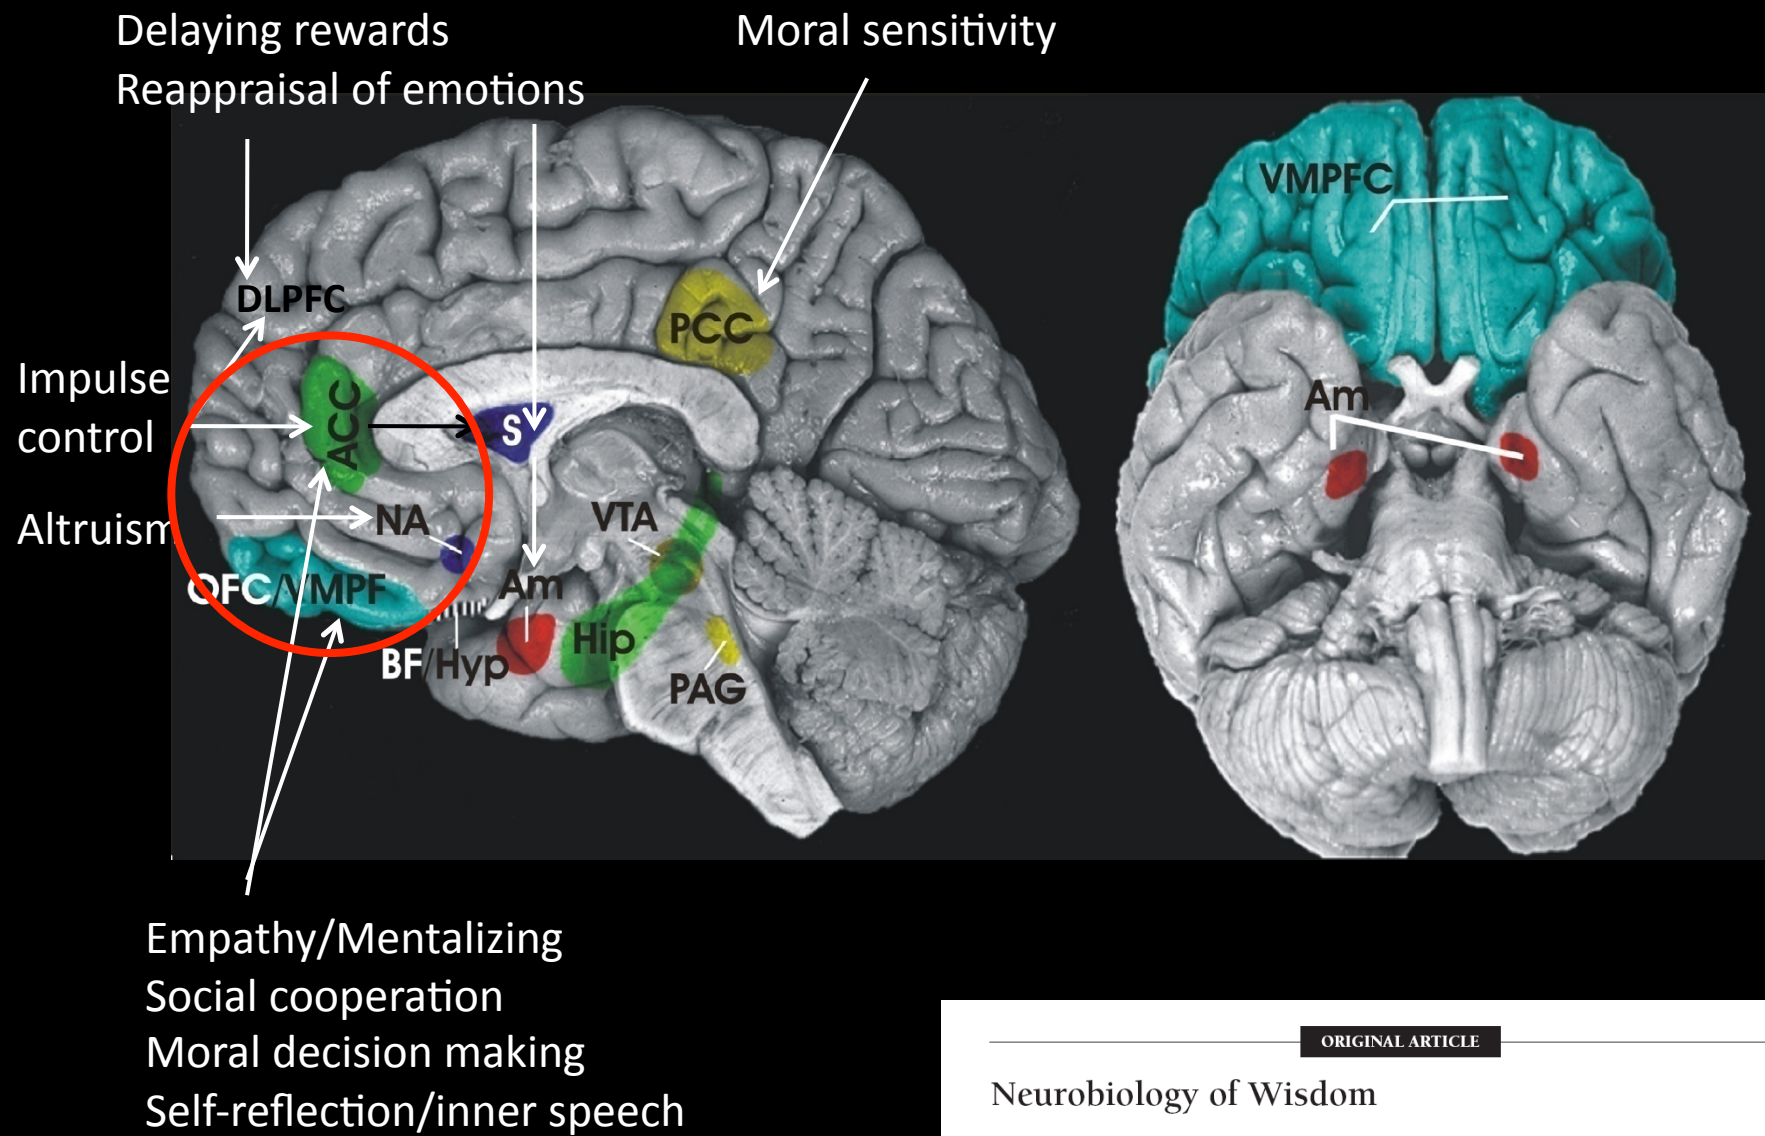 Delaying rewards
Reappraisal of emotions
Moral sensitivity
VMPFC
DLPFC
PCC
Impulse
control
ACC
S
Am
Altruism
NA
VTA
OFC/VMPF
Am
Hip
BF/Hyp
PAG
Empathy/Mentalizing
Social cooperation
Moral decision making
Self-reflection/inner speech
ORIGINAL ARTICLE
Neurobiology of Wisdom